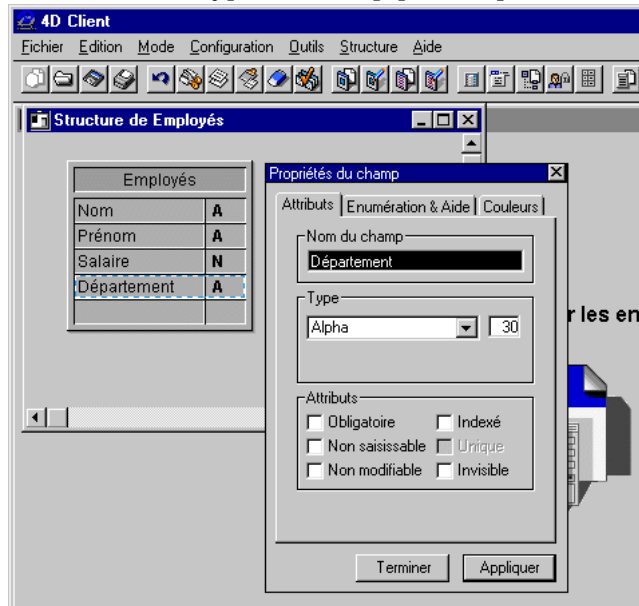 4D Client
Fichier Edition Mode Configuration Outils Structure Aide
Structure de Employés
Employés
Nom A
Prénom A
Salaire N
Département A
Propriétés du champ
Attributs Enumération & Aide Couleurs
Nom du champ
Département
Type
Alpha 30
Attributs
Obligatoire Indexé
Non saisissable Unique
Non modifiable Invisible
Terminer Appliquer
r les en